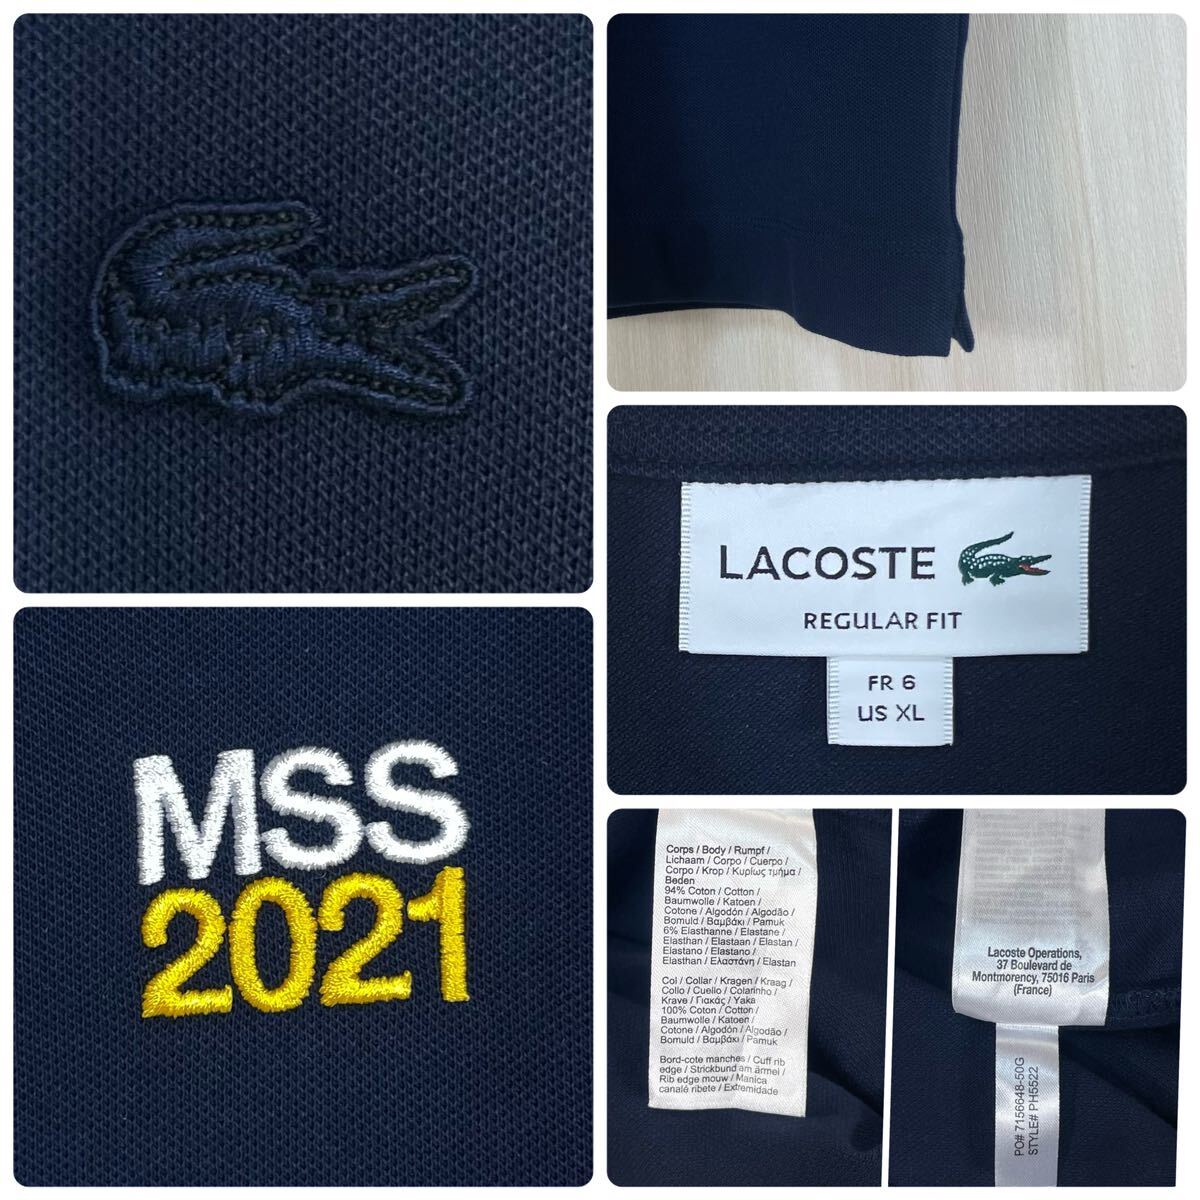 LACOSTE
REGULAR FIT
FR 6
US XL
MSS
2021
Corps / Body / Rumpf /
Lichaam / Corpo / Cuerpo /
Corpo / Krop / Κυρίως τμήμα /
Beden
94% Coton / Cotton /
Baumwolle / Katoen /
Cotone / Algodón / Algodão /
Bomuld / Βαμβάκι / Pamuk
6% Elasthanne / Elastane /
Elasthan / Elastaan / Elastan /
Elastano / Elastano /
Elasthan / Ελαστάνη / Elastan
Col / Collar / Kragen / Kraag /
Collo / Cuello / Colarinho /
Krave / Γιακάς / Yaka
100% Coton / Cotton /
Baumwolle / Katoen /
Cotone / Algodón / Algodão /
Bomuld / Βαμβάκι / Pamuk
Bord-cote manches / Cuff rib
edge / Strickbund am ärmel /
Rib edge mouw / Manica
canalé ribete / Extremidade
Lacoste Operations,
37 Boulevard de
Montmorency, 75016 Paris
(France)
PO# 7156648-50G
STYLE# PH5522